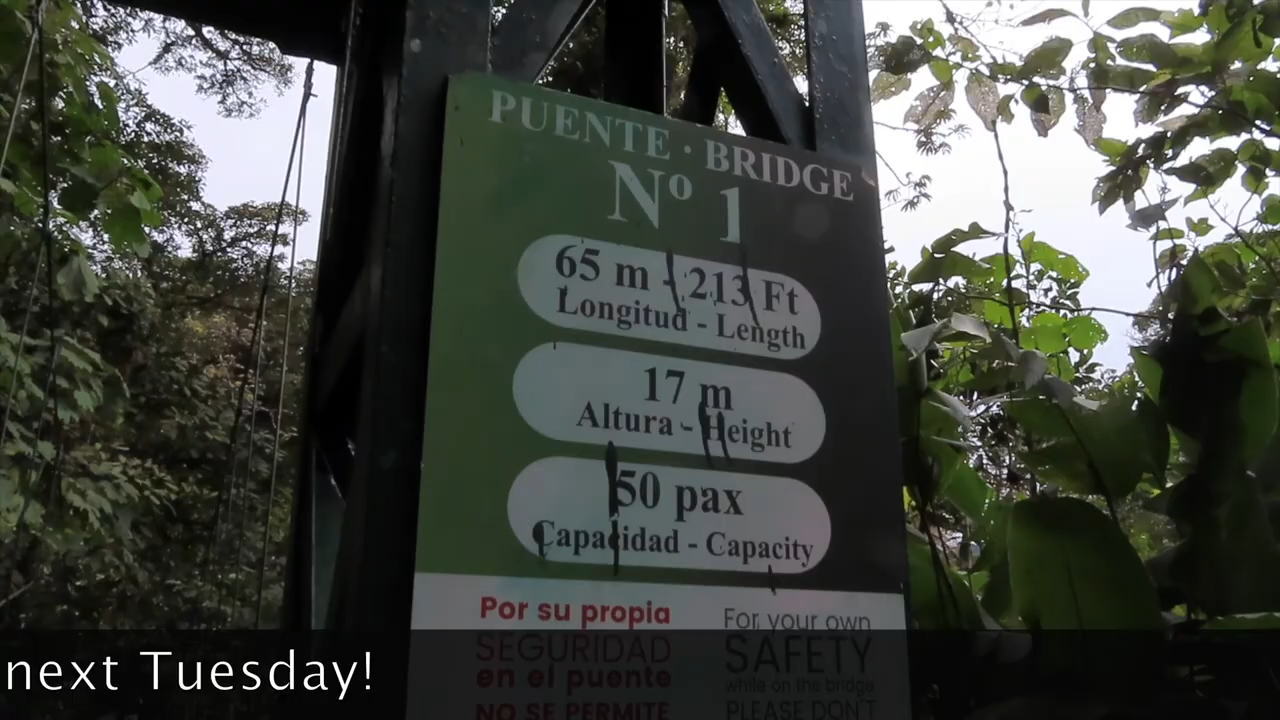 PUENTE · BRIDGE
Nº 1
65 m - 213 Ft
Longitud - Length
17 m
Altura - Height
50 pax
Capacidad - Capacity
Por su propia
SEGURIDAD
en el puente
NO SE PERMITE
For your own
SAFETY
while on the bridge
PLEASE DON'T
next Tuesday!